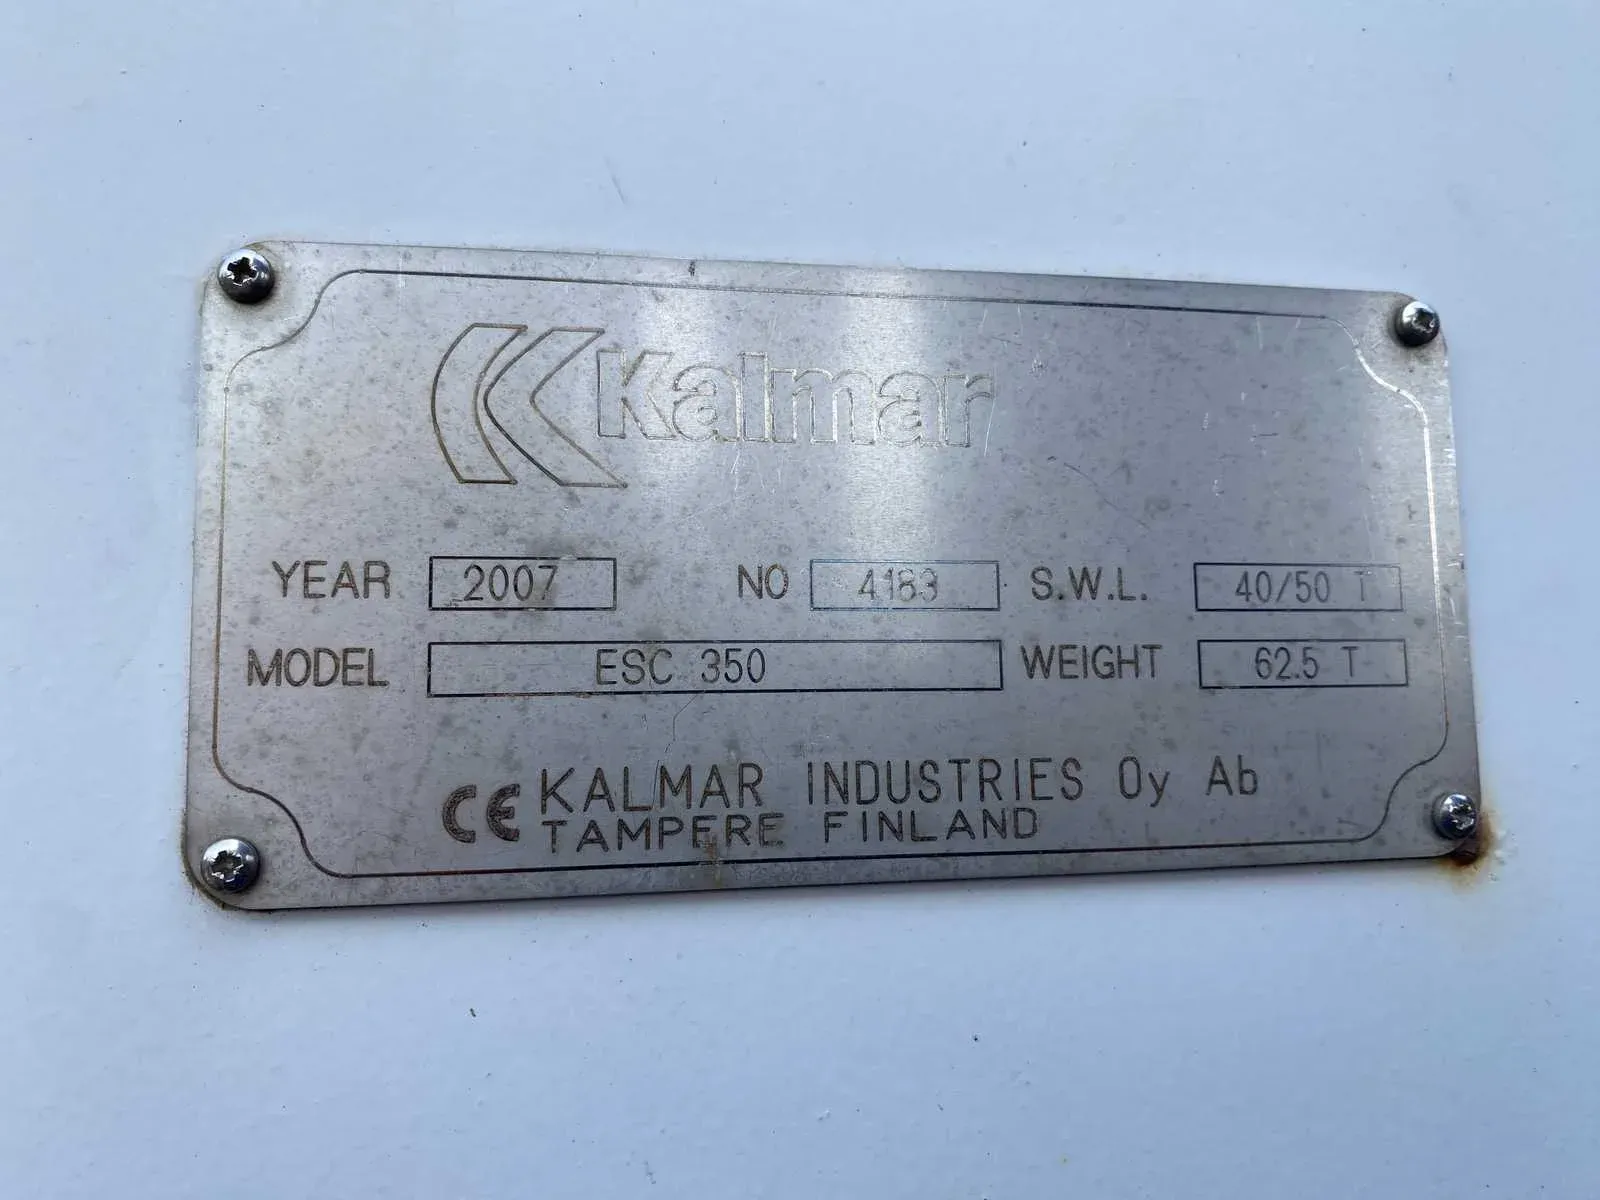 Kalmar
YEAR 2007 NO 4183 S.W.L. 40/50 T
MODEL ESC 350 WEIGHT 62.5 T
CE KALMAR INDUSTRIES Oy Ab
TAMPERE FINLAND